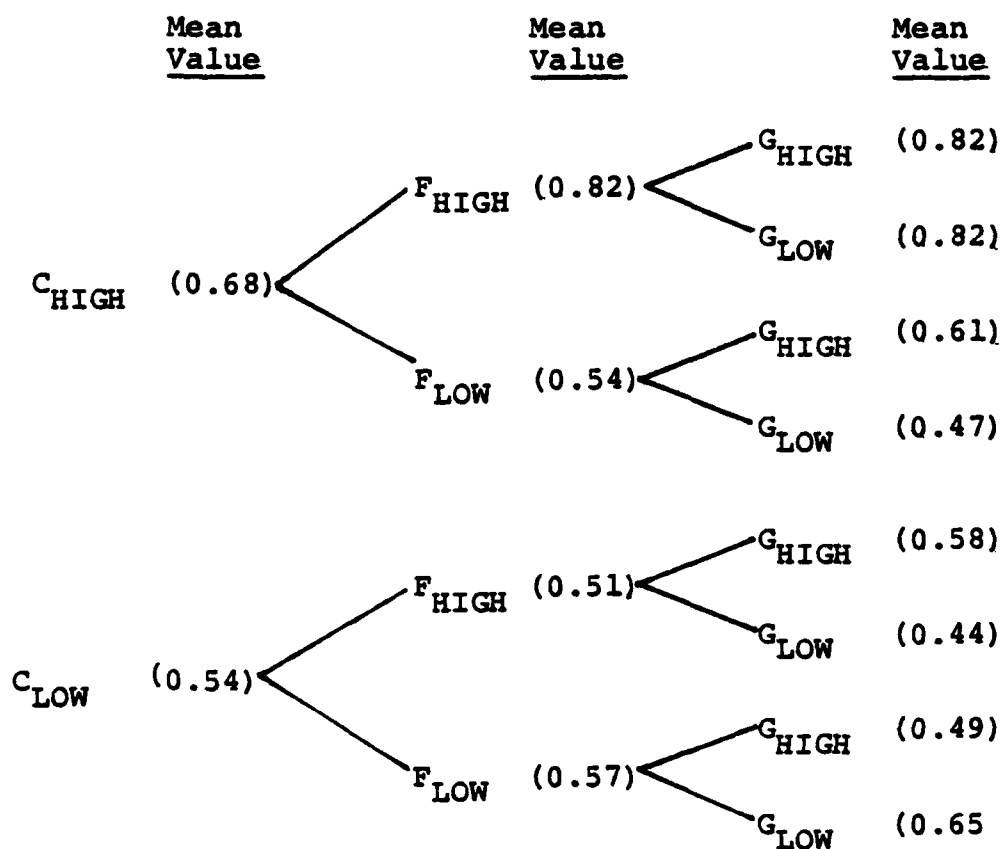 Mean Mean Mean
Value Value Value
G_HIGH (0.82)
F_HIGH (0.82)
G_LOW (0.82)
C_HIGH (0.68)
G_HIGH (0.61)
F_LOW (0.54)
G_LOW (0.47)
G_HIGH (0.58)
F_HIGH (0.51)
G_LOW (0.44)
C_LOW (0.54)
G_HIGH (0.49)
F_LOW (0.57)
G_LOW (0.65